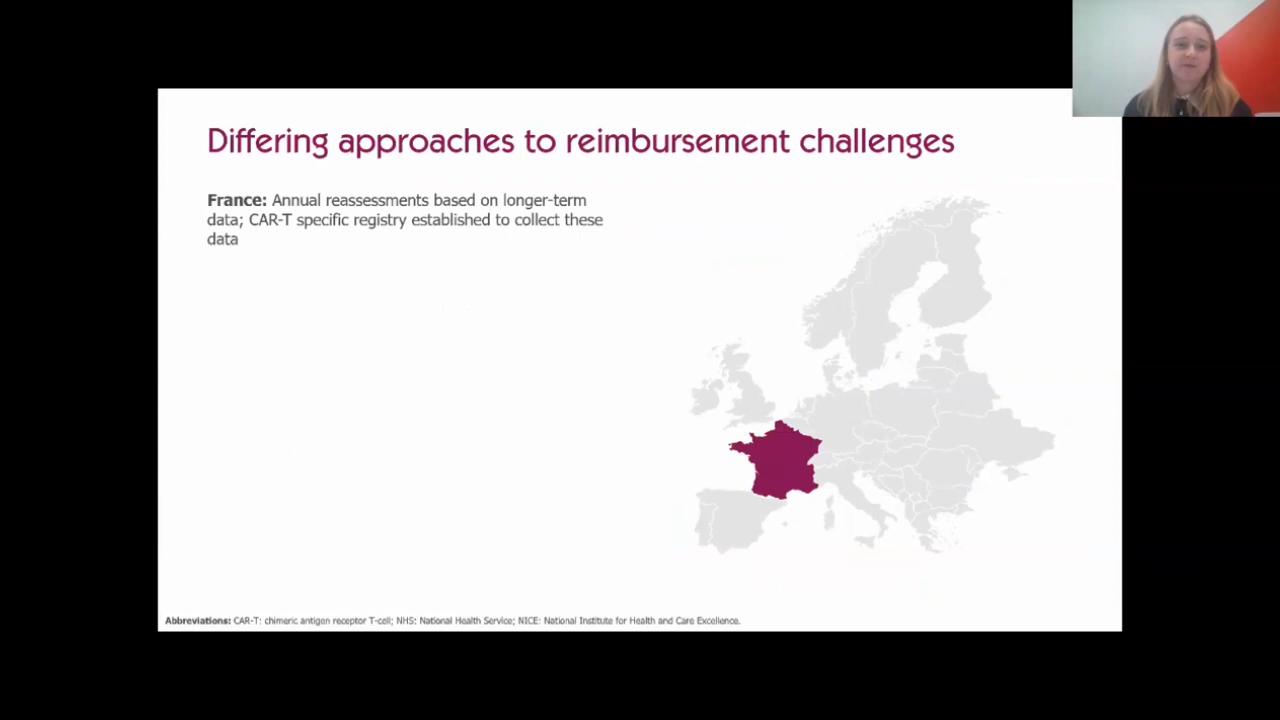 Differing approaches to reimbursement challenges
France: Annual reassessments based on longer-term
data; CAR-T specific registry established to collect these
data
Abbreviations: CAR-T: chimeric antigen receptor T-cell; NHS: National Health Service; NICE: National Institute for Health and Care Excellence.